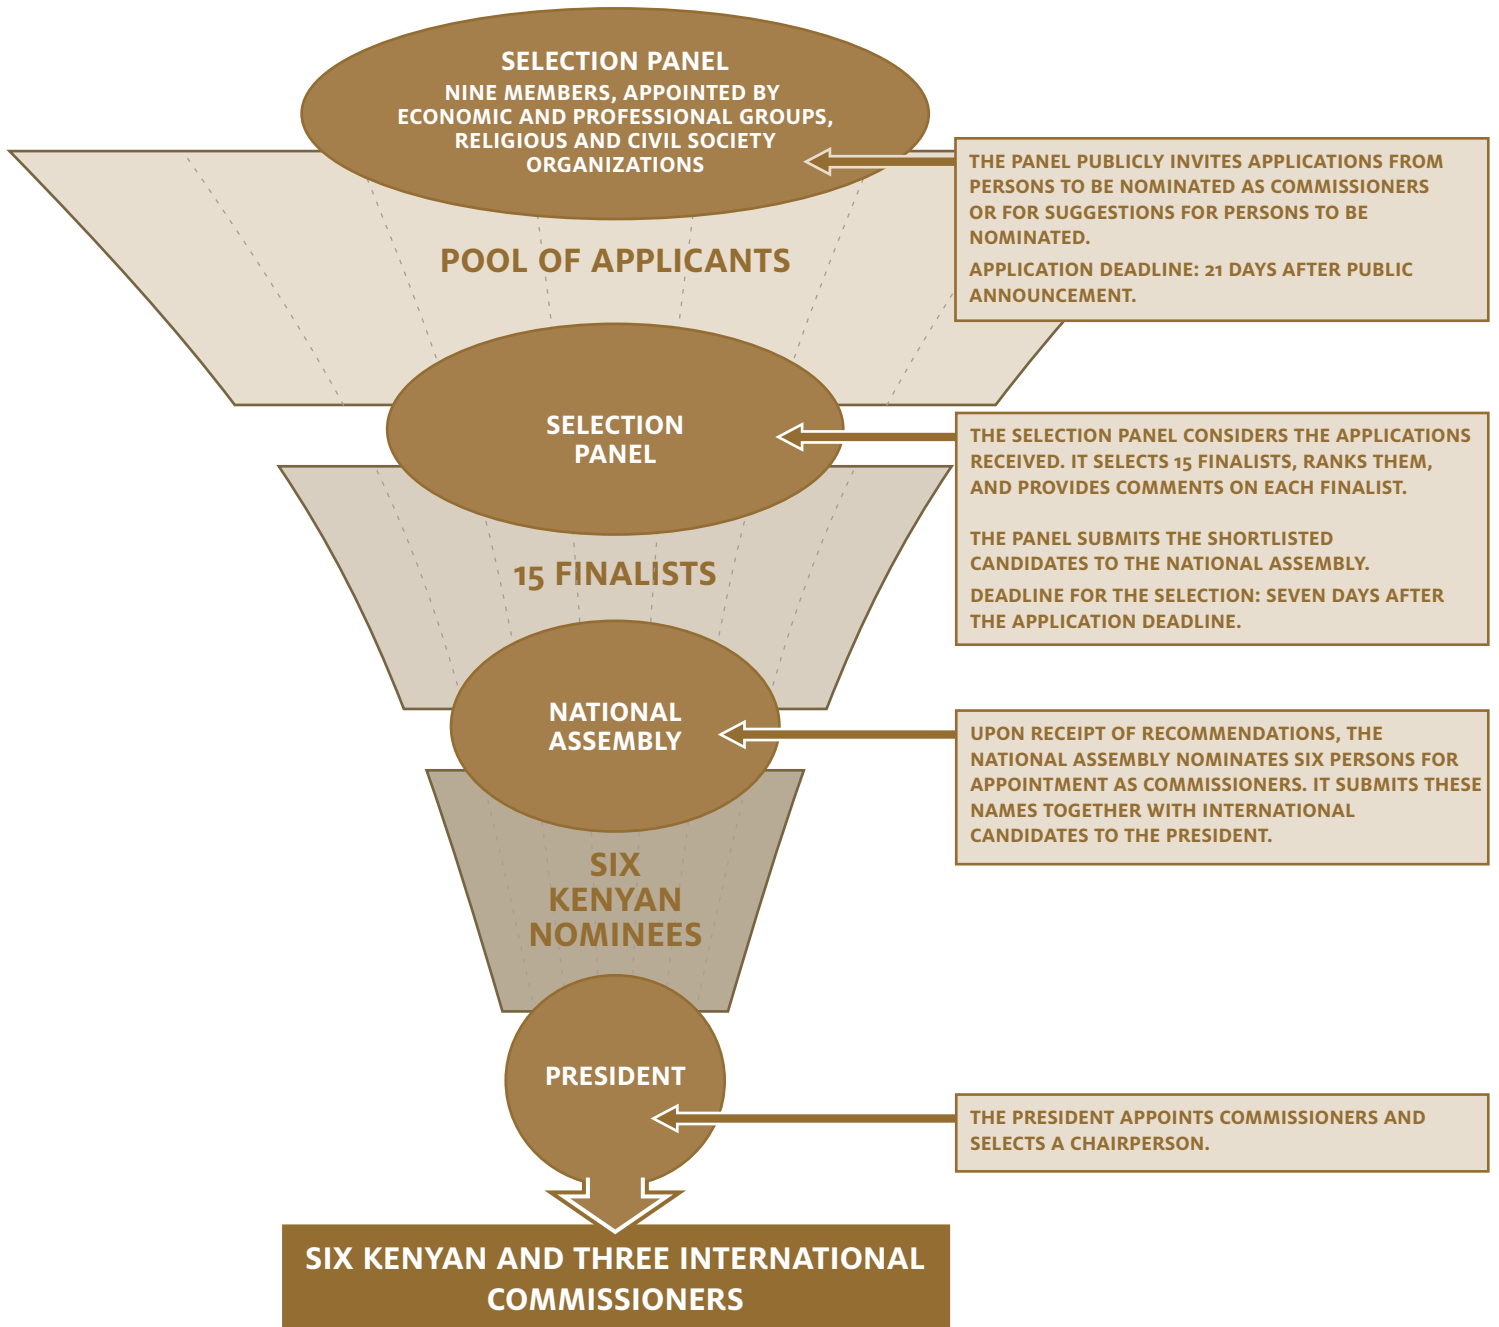 SELECTION PANEL
NINE MEMBERS, APPOINTED BY
ECONOMIC AND PROFESSIONAL GROUPS,
RELIGIOUS AND CIVIL SOCIETY
ORGANIZATIONS
THE PANEL PUBLICLY INVITES APPLICATIONS FROM
PERSONS TO BE NOMINATED AS COMMISSIONERS
OR FOR SUGGESTIONS FOR PERSONS TO BE
NOMINATED.
APPLICATION DEADLINE: 21 DAYS AFTER PUBLIC
ANNOUNCEMENT.
POOL OF APPLICANTS
SELECTION
PANEL
THE SELECTION PANEL CONSIDERS THE APPLICATIONS
RECEIVED. IT SELECTS 15 FINALISTS, RANKS THEM,
AND PROVIDES COMMENTS ON EACH FINALIST.
THE PANEL SUBMITS THE SHORTLISTED
CANDIDATES TO THE NATIONAL ASSEMBLY.
DEADLINE FOR THE SELECTION: SEVEN DAYS AFTER
THE APPLICATION DEADLINE.
15 FINALISTS
NATIONAL
ASSEMBLY
UPON RECEIPT OF RECOMMENDATIONS, THE
NATIONAL ASSEMBLY NOMINATES SIX PERSONS FOR
APPOINTMENT AS COMMISSIONERS. IT SUBMITS THESE
NAMES TOGETHER WITH INTERNATIONAL
CANDIDATES TO THE PRESIDENT.
SIX
KENYAN
NOMINEES
PRESIDENT
THE PRESIDENT APPOINTS COMMISSIONERS AND
SELECTS A CHAIRPERSON.
SIX KENYAN AND THREE INTERNATIONAL
COMMISSIONERS